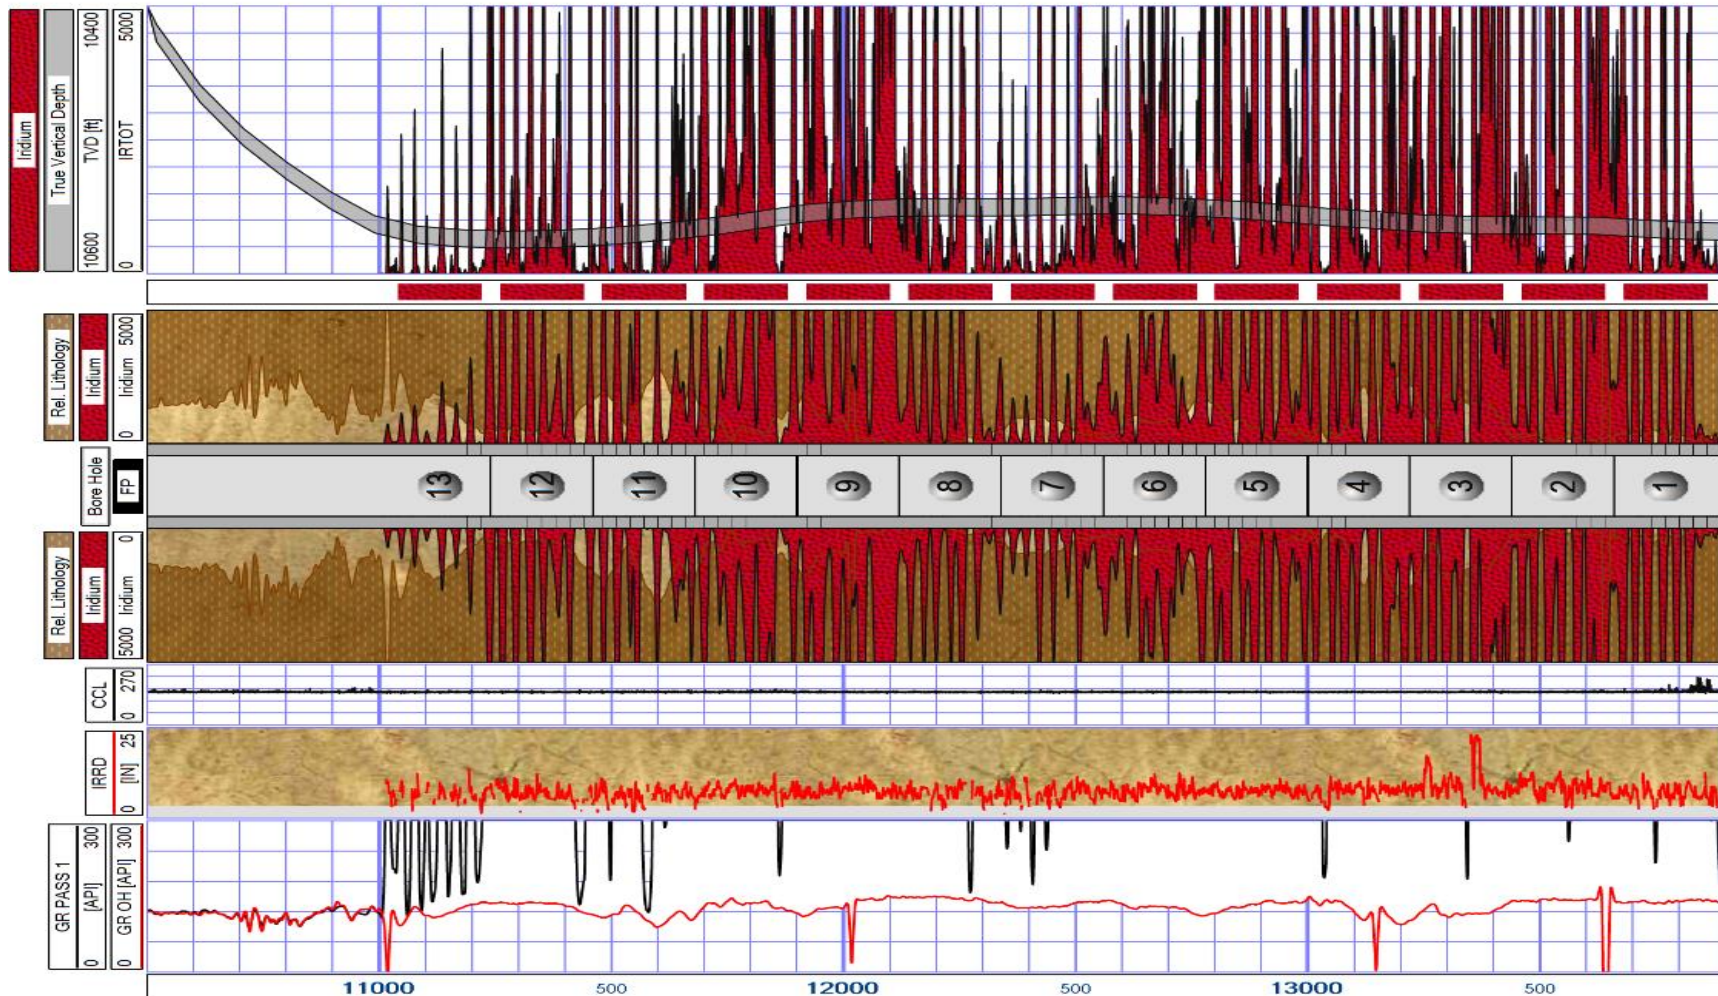 Iridium
True Vertical Depth
10600 TVD [ft] 10400
0 IRTOT 5000
Rel. Lithology
Iridium
0 Iridium 5000
Bore Hole
FP
13 12 11 10 9 8 7 6 5 4 3 2 1
Rel. Lithology
Iridium
5000 Iridium 0
CCL
0 270
IRRD
0 [IN] 25
GR PASS 1
0 [API] 300
0 GR OH [API] 300
11000 500 12000 500 13000 500